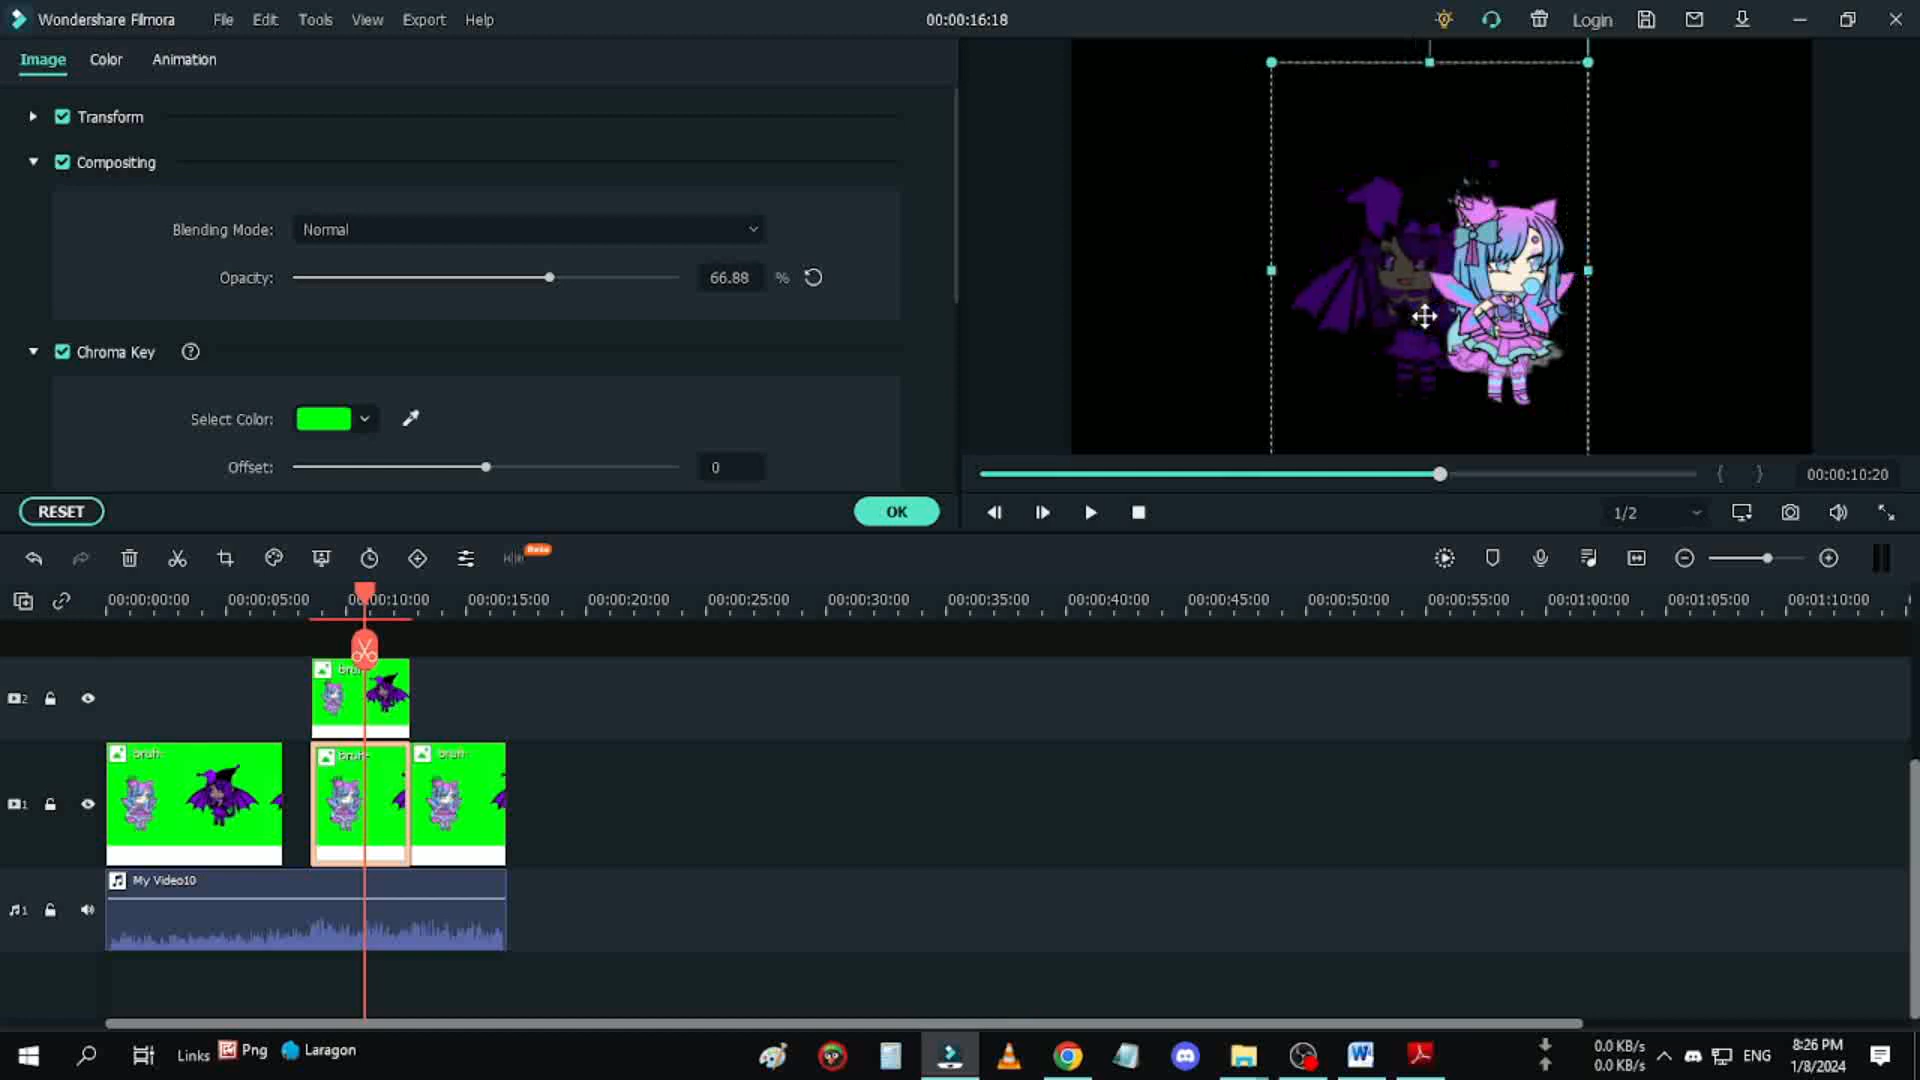 Wondershare Filmora File Edit Tools View Export Help 00:00:16:18 Login
Image Color Animation
Transform
Compositing
Blending Mode: Normal
Opacity: 66.88 %
Chroma Key ?
Select Color:
Offset: 0
{ } 00:00:10:20
RESET OK
1/2
Beta
00:00:00:00 00:00:05:00 00:00:10:00 00:00:15:00 00:00:20:00 00:00:25:00 00:00:30:00 00:00:35:00 00:00:40:00 00:00:45:00 00:00:50:00 00:00:55:00 00:01:00:00 00:01:05:00 00:01:10:00
2
1 bruh- bruh- bruh-
My Video10
1
Links Png Laragon
0.0 KB/s
0.0 KB/s
ENG
8:26 PM
1/8/2024